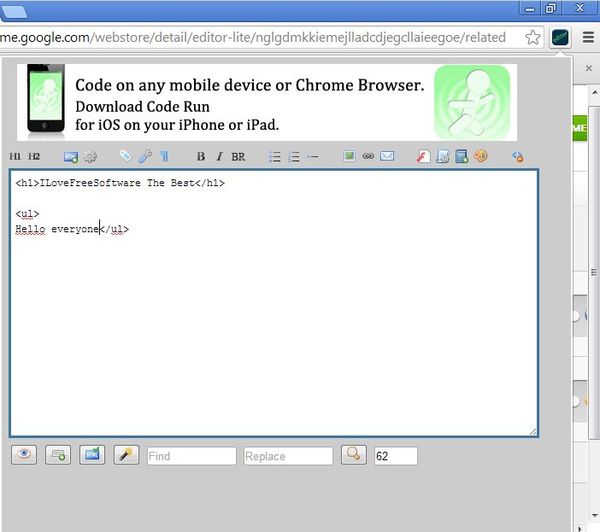 me.google.com/webstore/detail/editor-lite/nglgdmkkiemejlladcdjegcllaieegoe/related
Code on any mobile device or Chrome Browser.
Download Code Run
for iOS on your iPhone or iPad.
H1 H2 B I BR
<h1>ILoveFreeSoftware The Best</h1>
<ul>
Hello everyone</ul>
Find Replace 62
ME